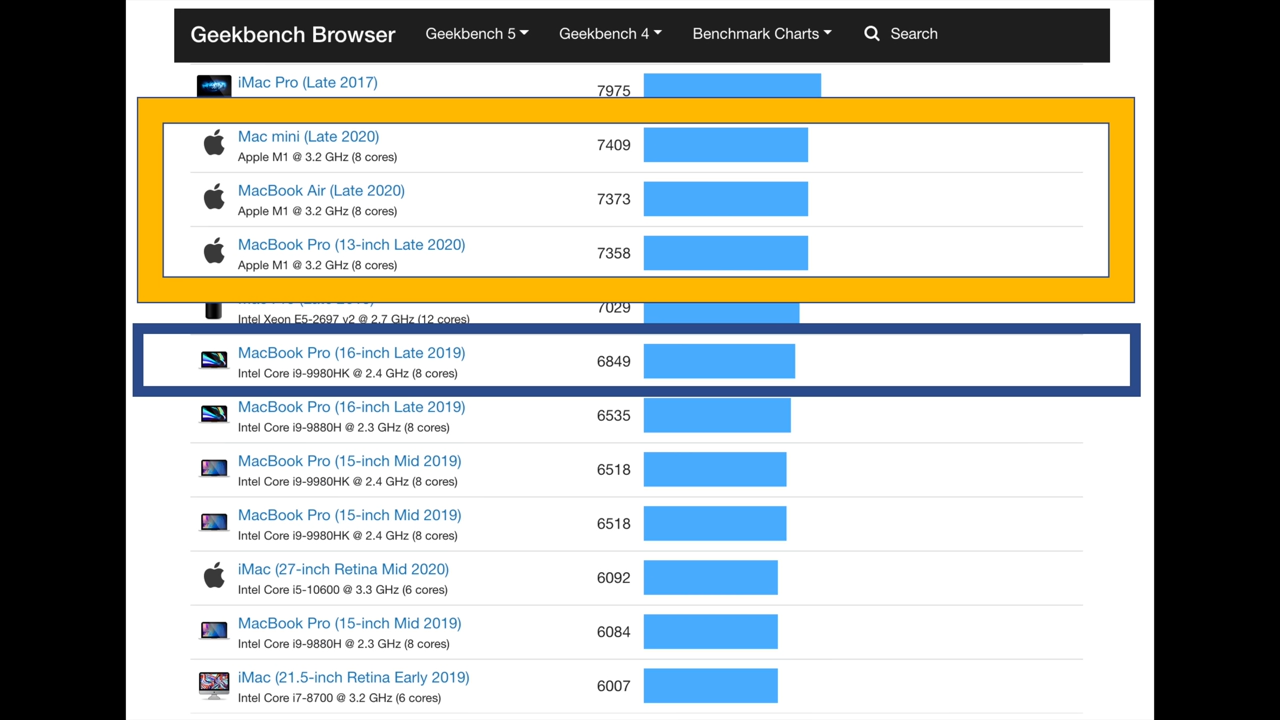 Geekbench Browser Geekbench 5 Geekbench 4 Benchmark Charts Search
iMac Pro (Late 2017) 7975
Mac mini (Late 2020) 7409
Apple M1 @ 3.2 GHz (8 cores)
MacBook Air (Late 2020) 7373
Apple M1 @ 3.2 GHz (8 cores)
MacBook Pro (13-inch Late 2020) 7358
Apple M1 @ 3.2 GHz (8 cores)
7029
Intel Xeon E5-2697 v2 @ 2.7 GHz (12 cores)
MacBook Pro (16-inch Late 2019) 6849
Intel Core i9-9980HK @ 2.4 GHz (8 cores)
MacBook Pro (16-inch Late 2019) 6535
Intel Core i9-9880H @ 2.3 GHz (8 cores)
MacBook Pro (15-inch Mid 2019) 6518
Intel Core i9-9980HK @ 2.4 GHz (8 cores)
MacBook Pro (15-inch Mid 2019) 6518
Intel Core i9-9980HK @ 2.4 GHz (8 cores)
iMac (27-inch Retina Mid 2020) 6092
Intel Core i5-10600 @ 3.3 GHz (6 cores)
MacBook Pro (15-inch Mid 2019) 6084
Intel Core i9-9880H @ 2.3 GHz (8 cores)
iMac (21.5-inch Retina Early 2019) 6007
Intel Core i7-8700 @ 3.2 GHz (6 cores)